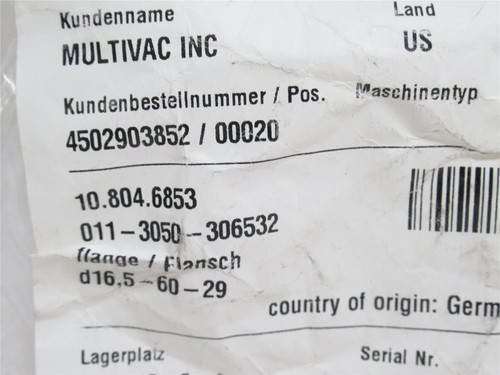 Kundenname
Land
MULTIVAC INC
US
Kundenbestellnummer / Pos.
Maschinentyp
4502903852 / 00020
10.804.6853
011-3050-306532
flange / Flansch
d16,5-60-29
country of origin: Germ
Lagerplatz
Serial Nr.